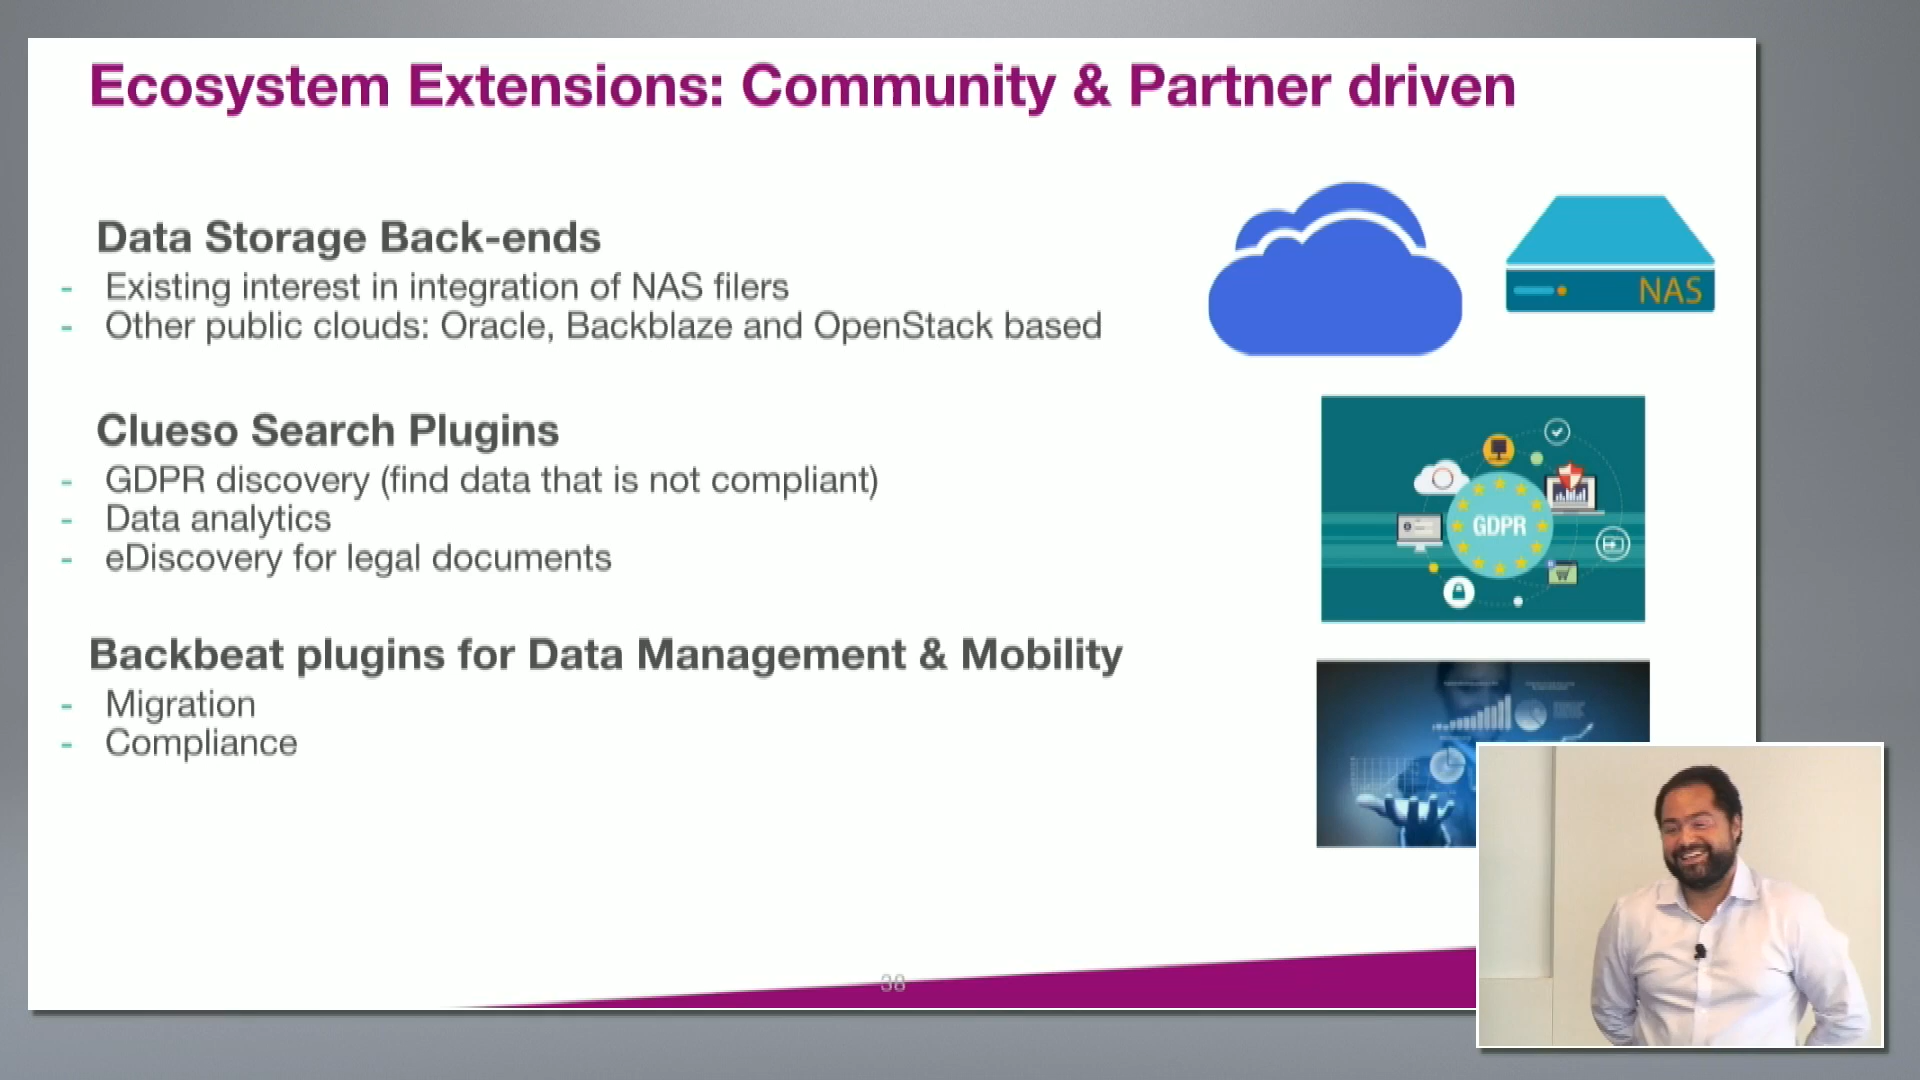 Ecosystem Extensions: Community & Partner driven
Data Storage Back-ends
- Existing interest in integration of NAS filers
- Other public clouds: Oracle, Backblaze and OpenStack based
NAS
Clueso Search Plugins
- GDPR discovery (find data that is not compliant)
- Data analytics
- eDiscovery for legal documents
GDPR
Backbeat plugins for Data Management & Mobility
- Migration
- Compliance
38